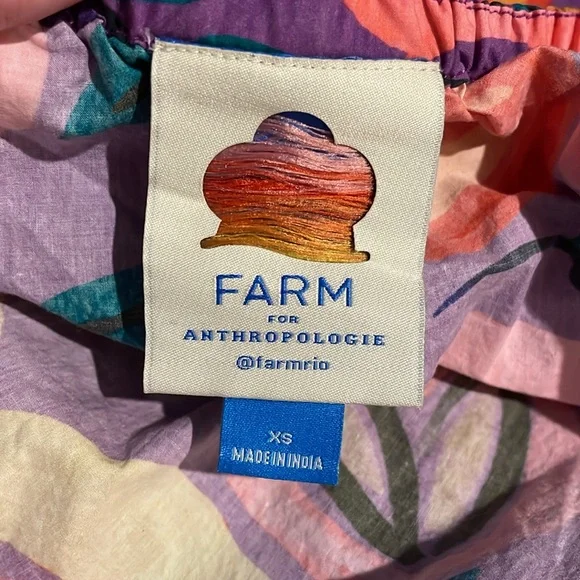 FARM
FOR
ANTHROPOLOGIE
@farmrio
XS
MADE IN INDIA